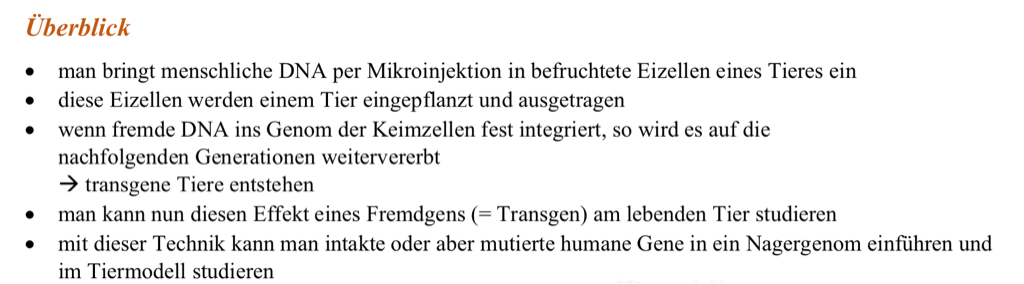 Überblick
• man bringt menschliche DNA per Mikroinjektion in befruchtete Eizellen eines Tieres ein
• diese Eizellen werden einem Tier eingepflanzt und ausgetragen
• wenn fremde DNA ins Genom der Keimzellen fest integriert, so wird es auf die
nachfolgenden Generationen weitervererbt
→ transgene Tiere entstehen
• man kann nun diesen Effekt eines Fremdgens (= Transgen) am lebenden Tier studieren
• mit dieser Technik kann man intakte oder aber mutierte humane Gene in ein Nagergenom einführen und
im Tiermodell studieren